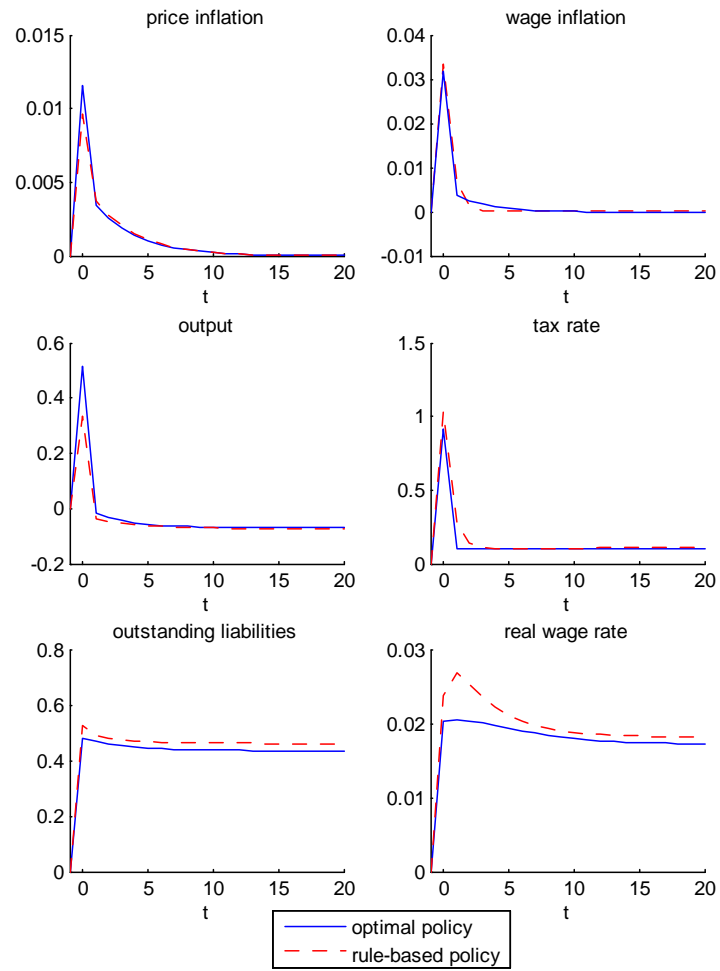 price inflation
0.015
0.01
0.005
0
0 5 10 15 20
t
wage inflation
0.04
0.03
0.02
0.01
0
-0.01
0 5 10 15 20
t
output
0.6
0.4
0.2
0
-0.2
0 5 10 15 20
t
tax rate
1.5
1
0.5
0
0 5 10 15 20
t
outstanding liabilities
0.8
0.6
0.4
0.2
0
0 5 10 15 20
t
real wage rate
0.03
0.02
0.01
0
0 5 10 15 20
t
optimal policy
rule-based policy